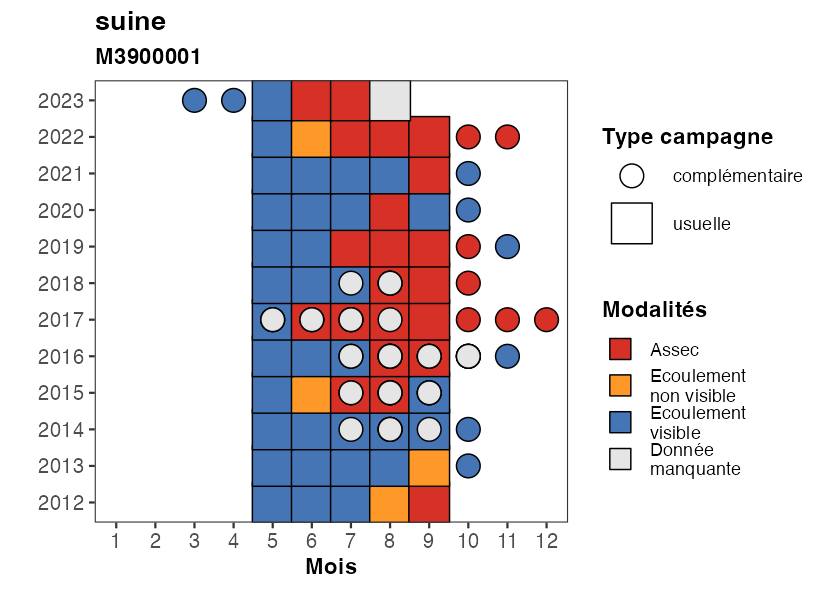 suine
M3900001
2023
2022
2021
2020
2019
2018
2017
2016
2015
2014
2013
2012
1 2 3 4 5 6 7 8 9 10 11 12
Mois
Type campagne
complémentaire
usuelle
Modalités
Assec
Ecoulement
non visible
Ecoulement
visible
Donnée
manquante